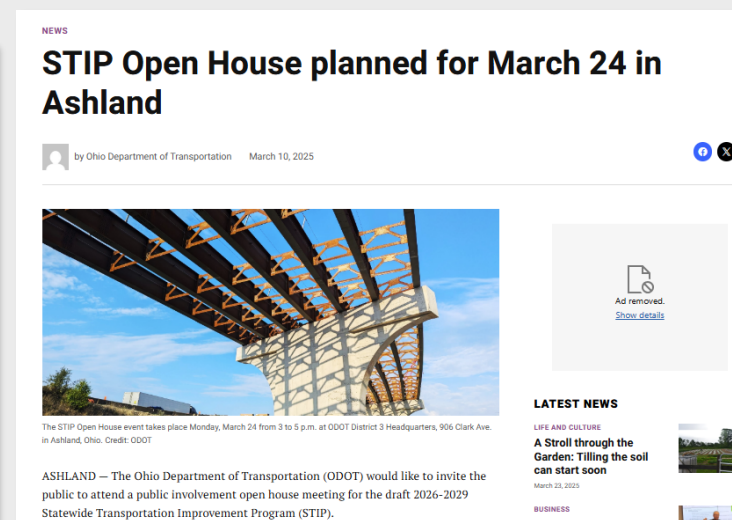 NEWS
STIP Open House planned for March 24 in
Ashland
by Ohio Department of Transportation March 10, 2025
Ad removed.
Show details
The STIP Open House event takes place Monday, March 24 from 3 to 5 p.m. at ODOT District 3 Headquarters, 906 Clark Ave.
in Ashland, Ohio. Credit: ODOT
ASHLAND — The Ohio Department of Transportation (ODOT) would like to invite the
public to attend a public involvement open house meeting for the draft 2026-2029
Statewide Transportation Improvement Program (STIP).
LATEST NEWS
LIFE AND CULTURE
A Stroll through the
Garden: Tilling the soil
can start soon
March 23, 2025
BUSINESS